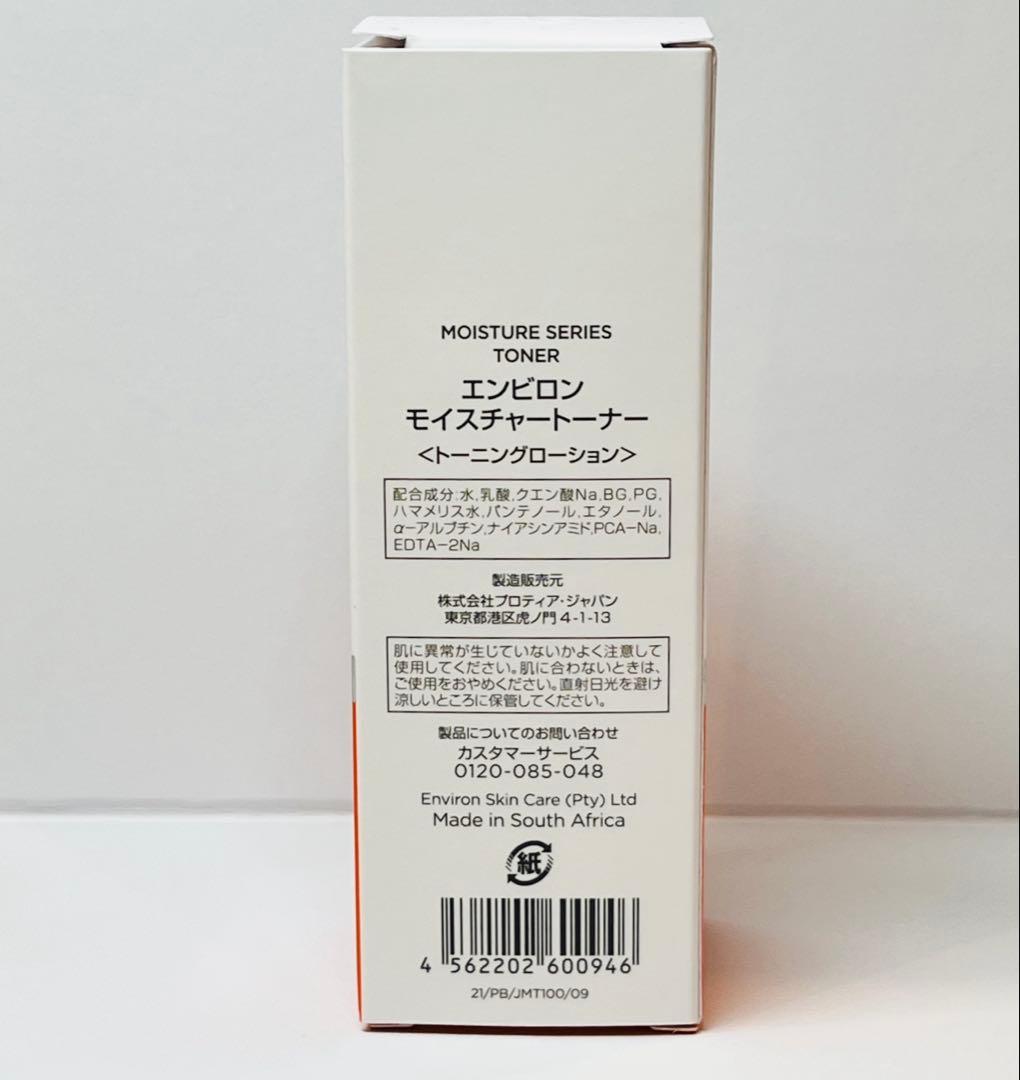 MOISTURE SERIES
TONER
エンビロン
モイスチャートーナー
<トーニングローション>
配合成分:水,乳酸,クエン酸Na,BG,PG,
ハマメリス水,パンテノール,エタノール,
α-アルブチン,ナイアシンアミド,PCA-Na,
EDTA-2Na
製造販売元
株式会社プロティア・ジャパン
東京都港区虎ノ門4-1-13
肌に異常が生じていないかよく注意して
使用してください。肌に合わないときは、
ご使用をおやめください。直射日光を避け
涼しいところに保管してください。
製品についてのお問い合わせ
カスタマーサービス
0120-085-048
Environ Skin Care (Pty) Ltd
Made in South Africa
紙
4 562202 600946
21/PB/JMT100/09